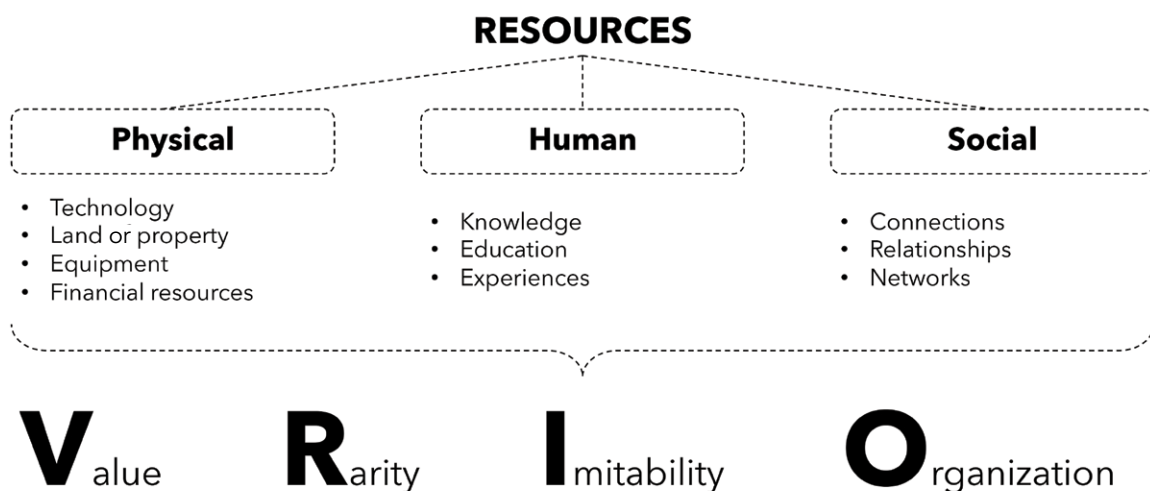 RESOURCES
Physical
Human
Social
• Technology
• Land or property
• Equipment
• Financial resources
• Knowledge
• Education
• Experiences
• Connections
• Relationships
• Networks
Value
Rarity
Imitability
Organization